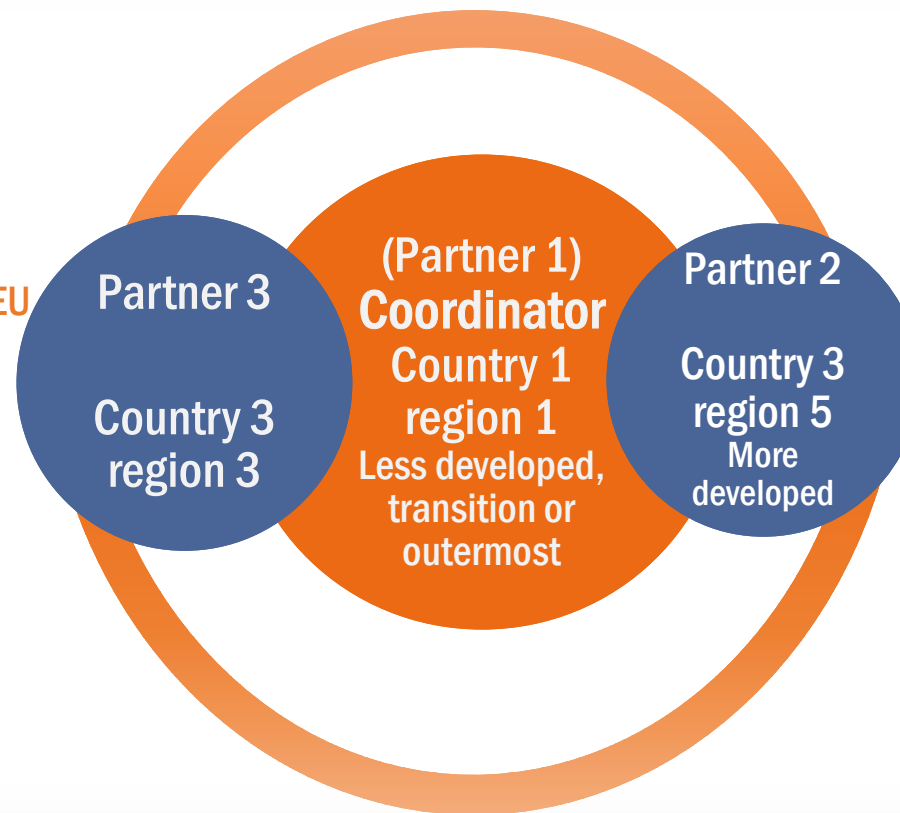 EU
Partner 3
Country 3
region 3
(Partner 1)
Coordinator
Country 1
region 1
Less developed,
transition or
outermost
Partner 2
Country 3
region 5
More
developed